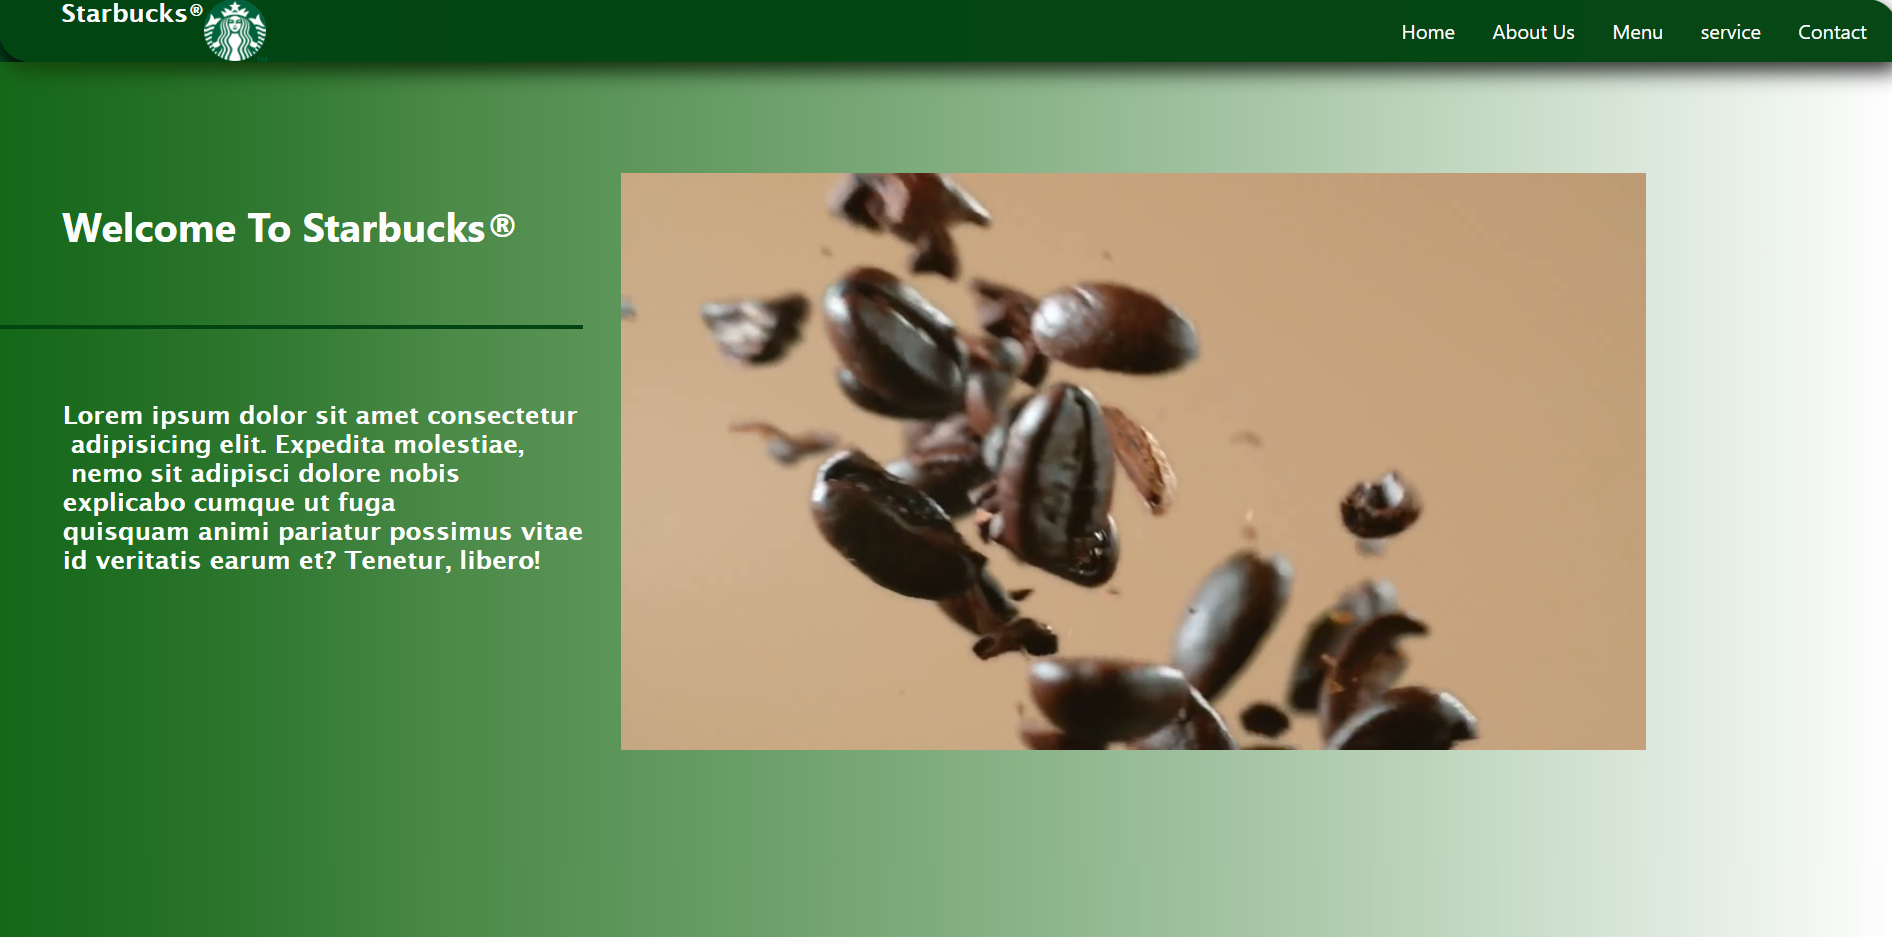 Starbucks®
Home About Us Menu service Contact
Welcome To Starbucks®
Lorem ipsum dolor sit amet consectetur
adipisicing elit. Expedita molestiae,
nemo sit adipisci dolore nobis
explicabo cumque ut fuga
quisquam animi pariatur possimus vitae
id veritatis earum et? Tenetur, libero!